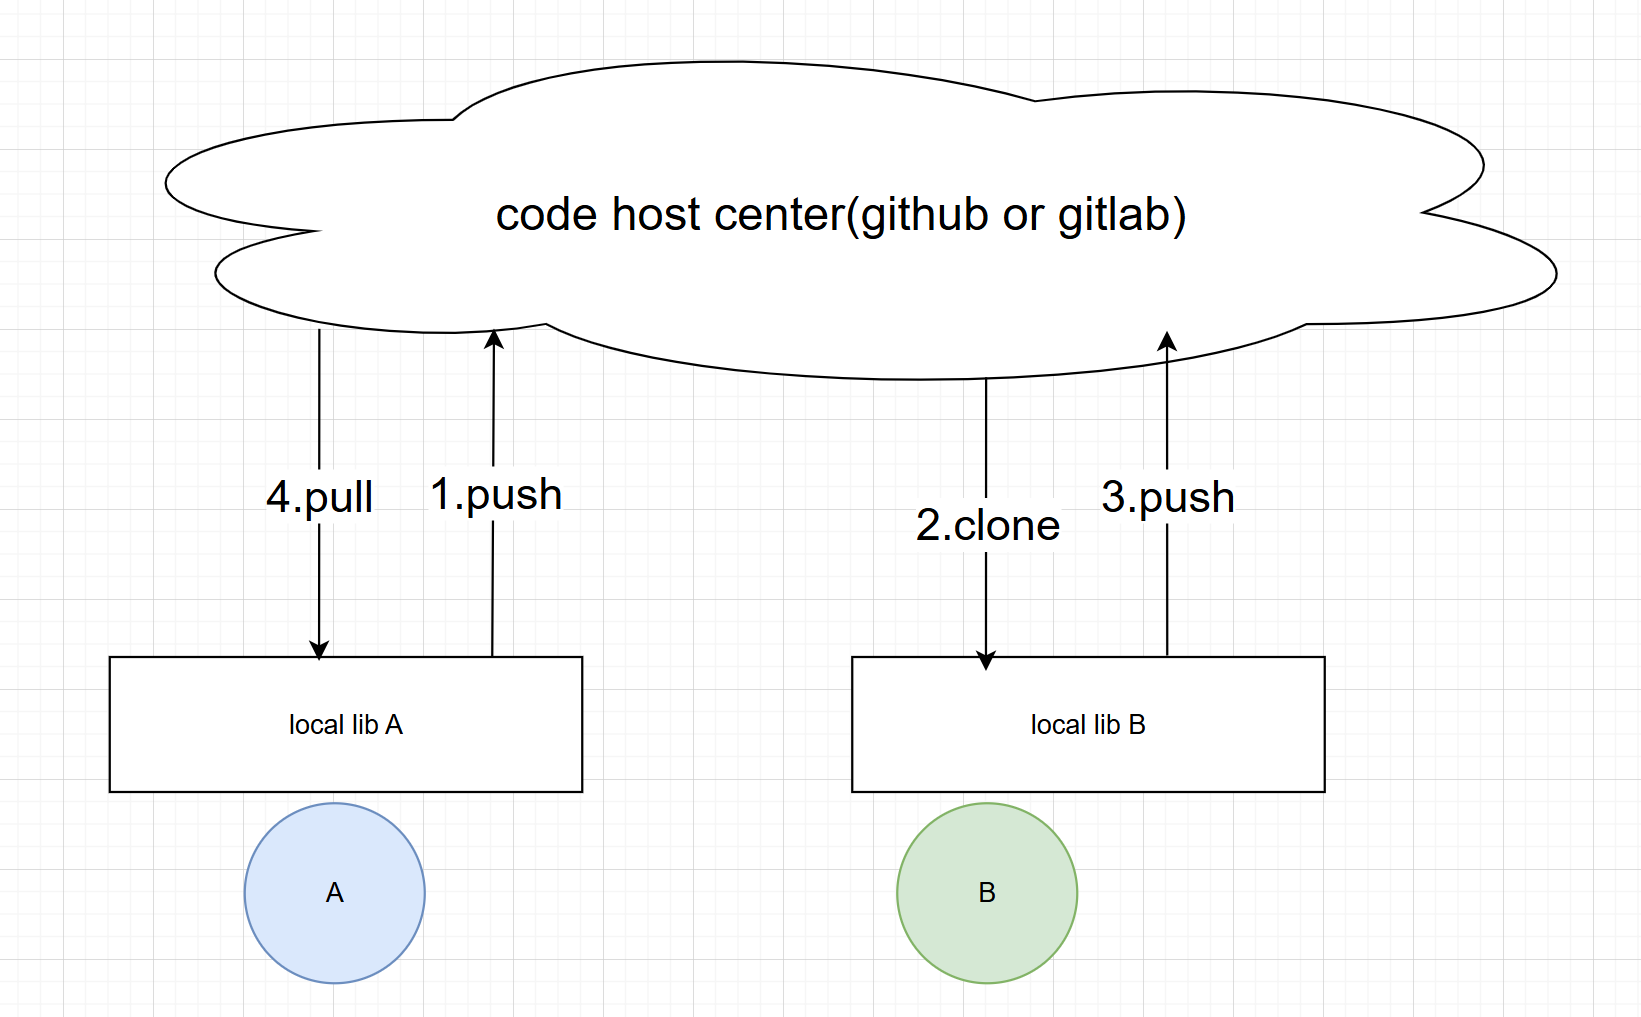 code host center(github or gitlab)
4.pull
1.push
2.clone
3.push
local lib A
local lib B
A
B